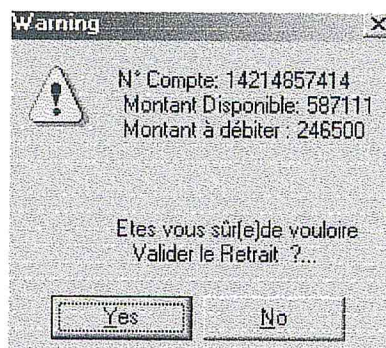 Warning
N° Compte: 14214857414
Montant Disponible: 587111
Montant à débiter : 246500
Etes vous sûr(e)de vouloire
Valider le Retrait ?...
Yes
No